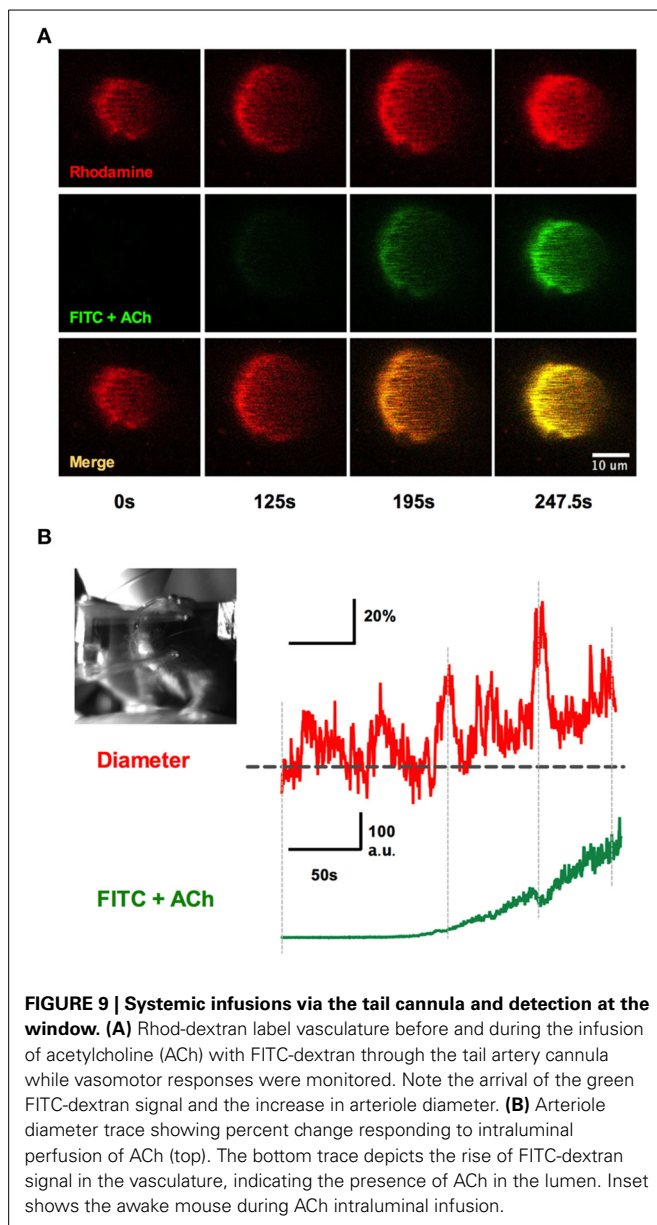 A
Rhodamine
FITC + ACh
Merge
10 um
0s
125s
195s
247.5s
B
20%
Diameter
100
a.u.
50s
FITC + ACh
FIGURE 9 | Systemic infusions via the tail cannula and detection at the
window. (A) Rhod-dextran label vasculature before and during the infusion
of acetylcholine (ACh) with FITC-dextran through the tail artery cannula
while vasomotor responses were monitored. Note the arrival of the green
FITC-dextran signal and the increase in arteriole diameter. (B) Arteriole
diameter trace showing percent change responding to intraluminal
perfusion of ACh (top). The bottom trace depicts the rise of FITC-dextran
signal in the vasculature, indicating the presence of ACh in the lumen. Inset
shows the awake mouse during ACh intraluminal infusion.